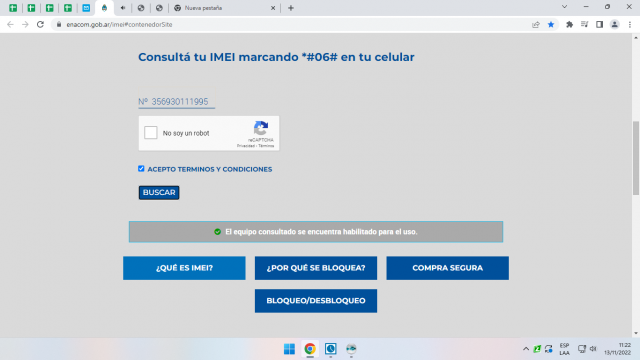 Nueva pestaña
enacom.gob.ar/imei#contenedorSite
Consultá tu IMEI marcando *#06# en tu celular
Nº 356930111995
No soy un robot
reCAPTCHA
Privacidad - Términos
ACEPTO TERMINOS Y CONDICIONES
BUSCAR
El equipo consultado se encuentra habilitado para el uso.
¿QUÉ ES IMEI?
¿POR QUÉ SE BLOQUEA?
COMPRA SEGURA
BLOQUEO/DESBLOQUEO
ESP
LAA
11:22
13/11/2022